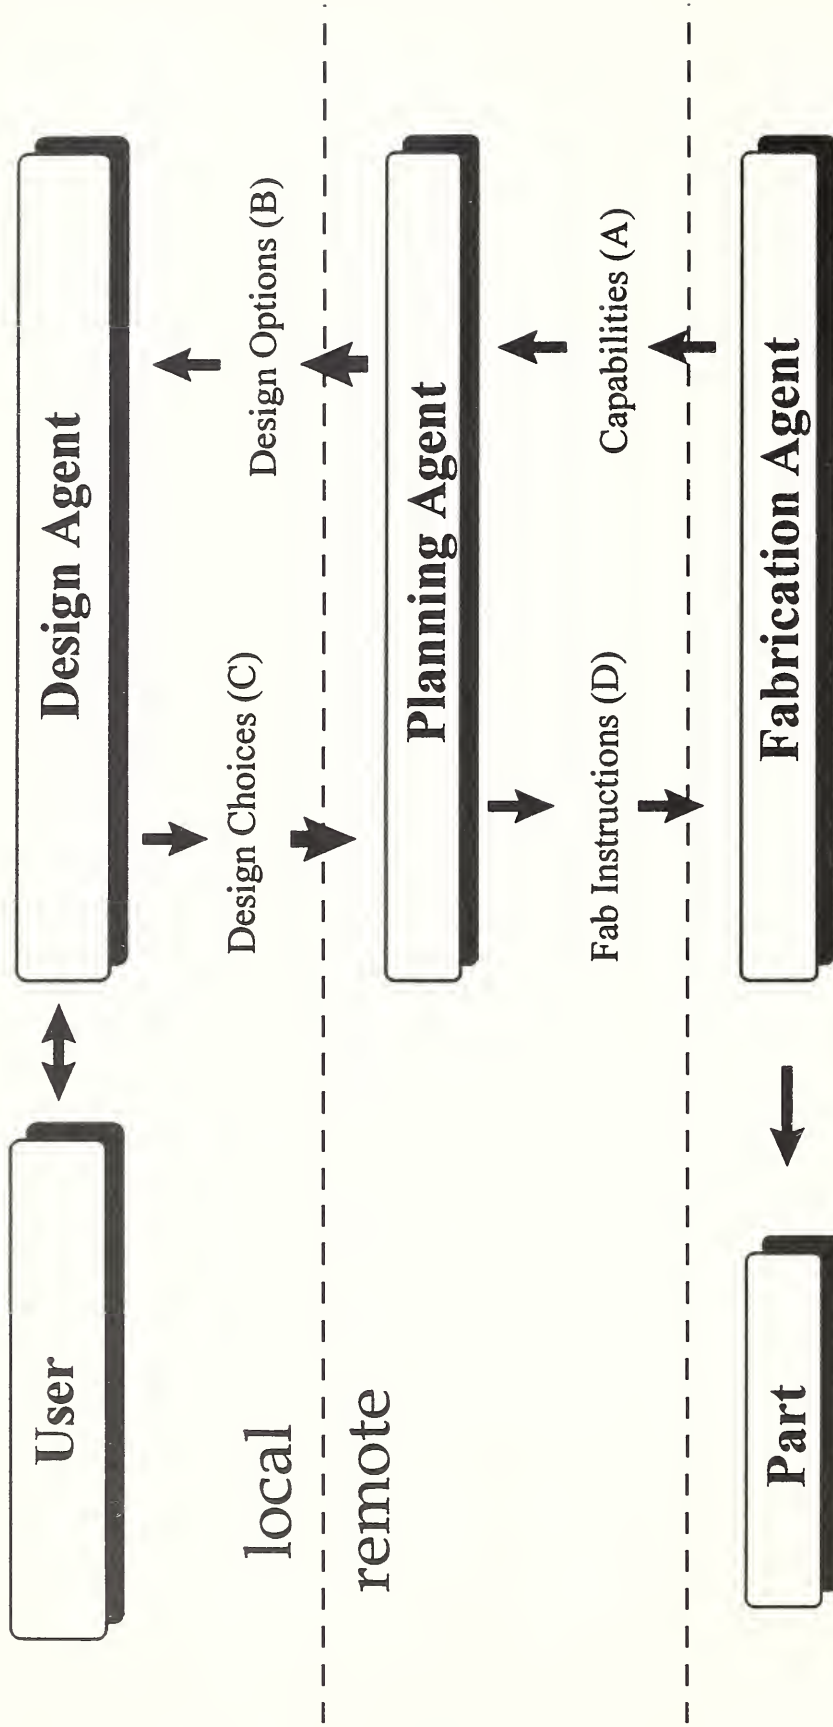 User
Design Agent
Design Choices (C)
Design Options (B)
local
remote
Planning Agent
Fab Instructions (D)
Capabilities (A)
Part
Fabrication Agent